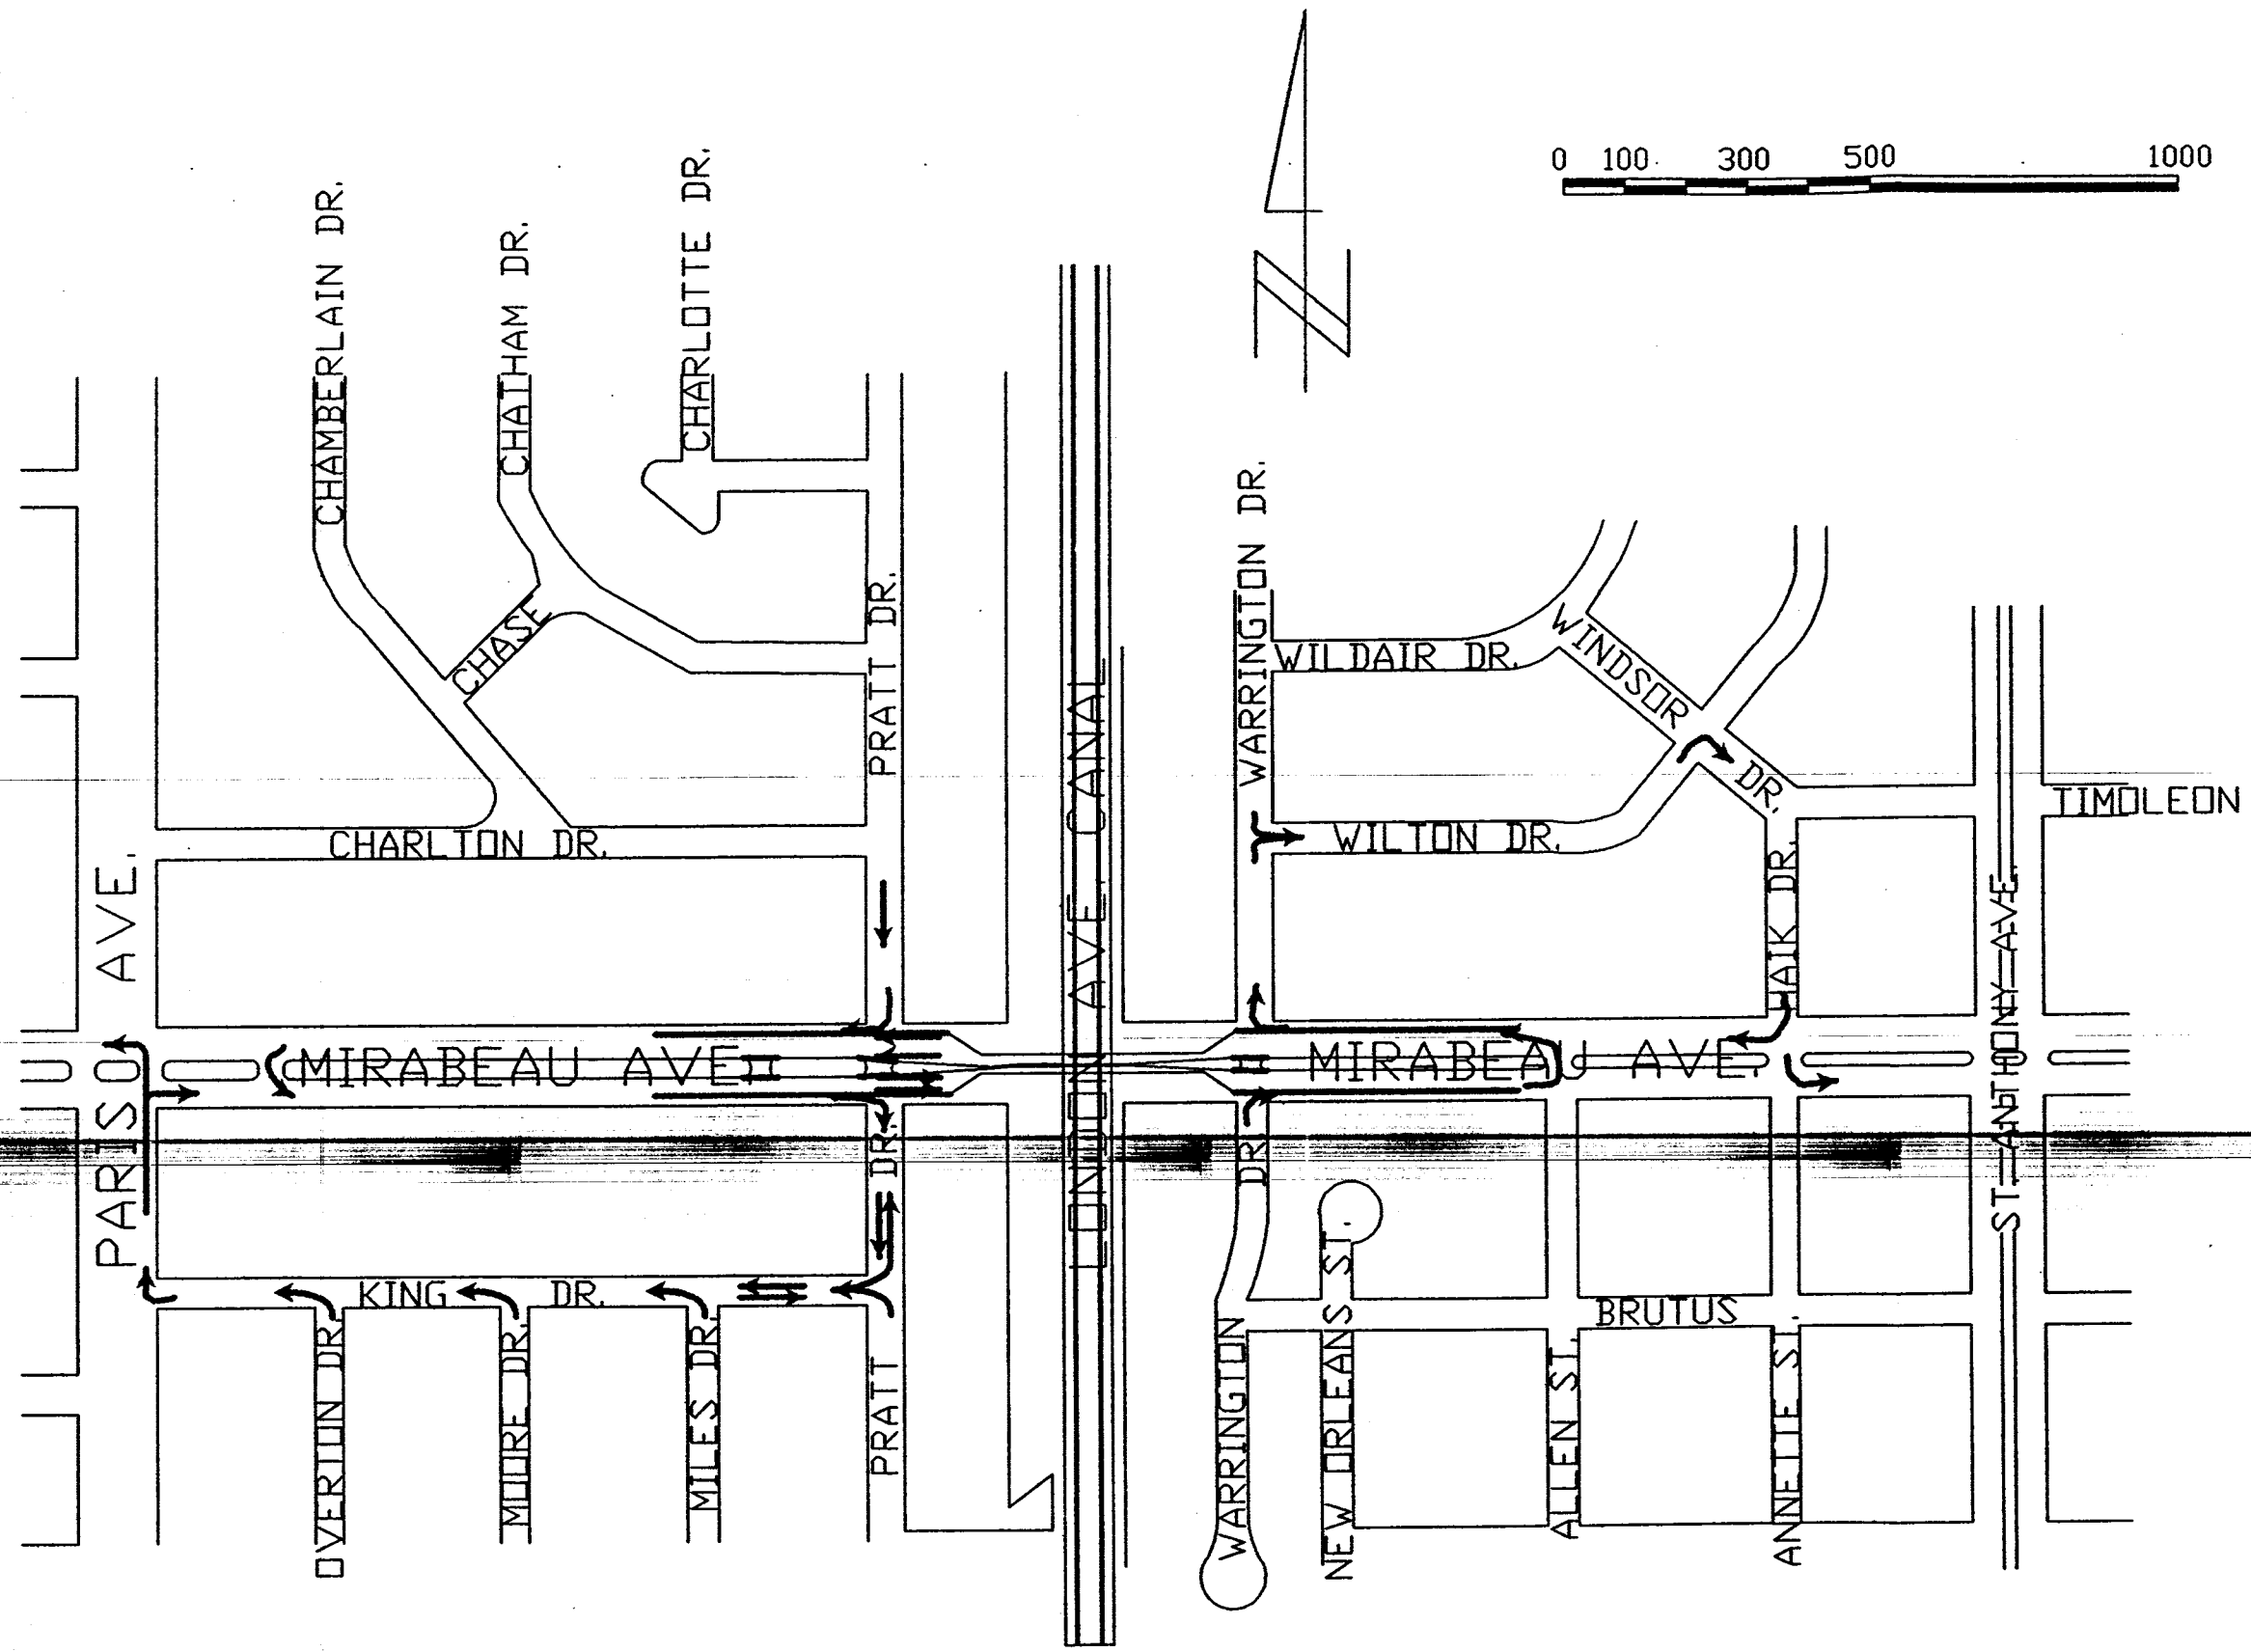 0 100 300 500 1000
CHAMBERLAIN DR.
CHATHAM DR.
CHARLOTTE DR.
N
WARRINGTON DR.
CHASE
PRATT DR.
WILDAIR DR.
WINDSOR DR.
TIMOLEON
CHARLTON DR.
WILTON DR.
HAIK DR.
PARIS AVE.
MIRABEAU AVE.
LONDON AVE. CANAL
MIRABEAU AVE.
ST. ANTHONY AVE.
KING DR.
BRUTUS
OVERTON DR.
MOORE DR.
MILES DR.
PRATT DR.
WARRINGTON DR.
NEW ORLEANS ST.
ALLEN ST.
ANNETTE ST.